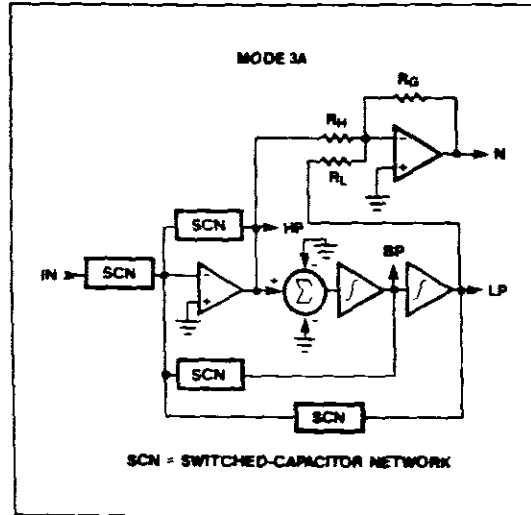 MODE 3A
RG
RH
N
RL
SCN
HP
BP
IN
SCN
Σ
∫
∫
LP
SCN
SCN
SCN = SWITCHED-CAPACITOR NETWORK